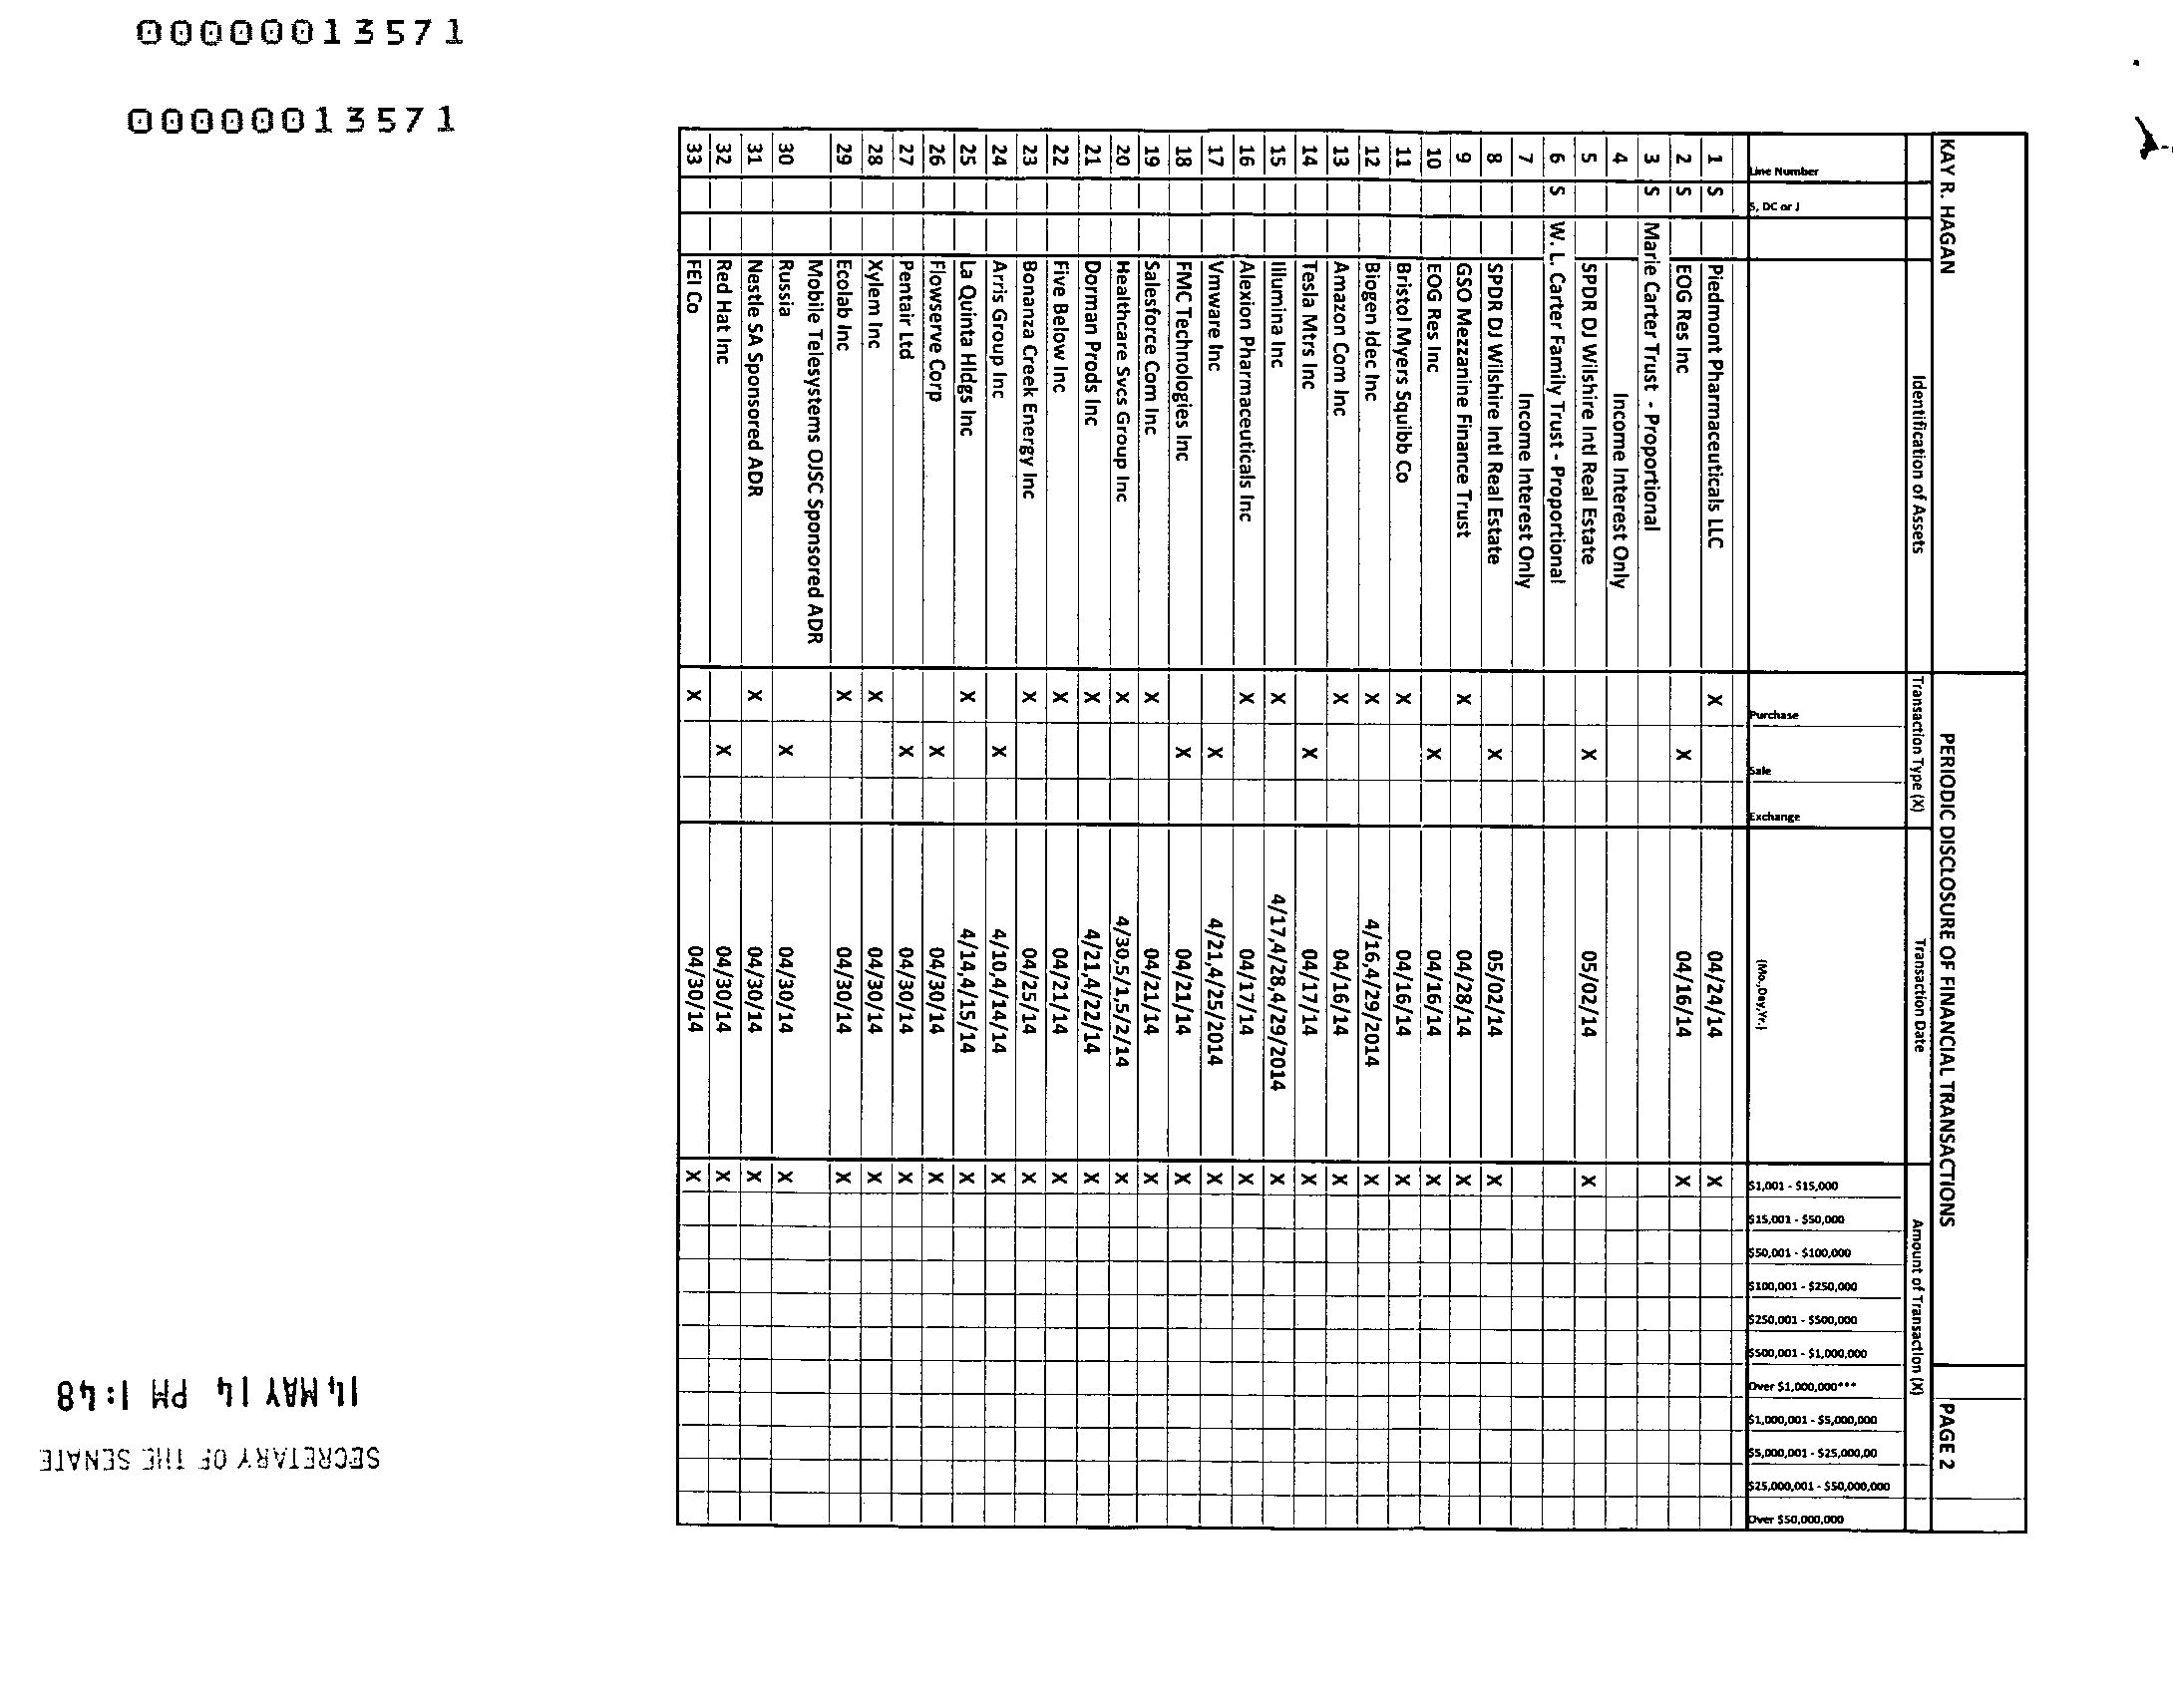 00000013571
00000013571
KAY R. HAGAN PERIODIC DISCLOSURE OF FINANCIAL TRANSACTIONS PAGE 2
Identification of Assets Transaction Type (X) Transaction Date Amount of Transaction (X)
Line Number S, DC or J Purchase Sale Exchange (Mo.,Day,Yr.) $1,001 - $15,000 $15,001 - $50,000 $50,001 - $100,000 $100,001 - $250,000 $250,001 - $500,000 $500,001 - $1,000,000 Over $1,000,000*** $1,000,001 - $5,000,000 $5,000,001 - $25,000,00 $25,000,001 - $50,000,000 Over $50,000,000
1 S Piedmont Pharmaceuticals LLC X 04/24/14 X
2 S EOG Res Inc X 04/16/14 X
3 S Marie Carter Trust - Proportional
4 Income Interest Only
5 SPDR DJ Wilshire Intl Real Estate X 05/02/14 X
6 S W. L. Carter Family Trust - Proportional
7 Income Interest Only
8 SPDR DJ Wilshire Intl Real Estate X 05/02/14 X
9 GSO Mezzanine Finance Trust X 04/28/14 X
10 EOG Res Inc X 04/16/14 X
11 Bristol Myers Squibb Co X 04/16/14 X
12 Biogen Idec Inc X 4/16,4/29/2014 X
13 Amazon Com Inc X 04/16/14 X
14 Tesla Mtrs Inc X 04/17/14 X
15 Illumina Inc X 4/17,4/28,4/29/2014 X
16 Alexion Pharmaceuticals Inc X 04/17/14 X
17 Vmware Inc X 4/21,4/25/2014 X
18 FMC Technologies Inc X 04/21/14 X
19 Salesforce Com Inc X 04/21/14 X
20 Healthcare Svcs Group Inc X 4/30,5/1,5/2/14 X
21 Dorman Prods Inc X 4/21,4/22/14 X
22 Five Below Inc X 04/21/14 X
23 Bonanza Creek Energy Inc X 04/25/14 X
24 Arris Group Inc X 4/10,4/14/14 X
25 La Quinta Hldgs Inc X 4/14,4/15/14 X
26 Flowserve Corp X 04/30/14 X
27 Pentair Ltd X 04/30/14 X
28 Xylem Inc X 04/30/14 X
29 Ecolab Inc X 04/30/14 X
Mobile Telesystems OJSC Sponsored ADR
30 Russia X 04/30/14 X
31 Nestle SA Sponsored ADR X 04/30/14 X
32 Red Hat Inc X 04/30/14 X
33 FEI Co X 04/30/14 X
SECRETARY OF THE SENATE
14 MAY 14 PM 1:48